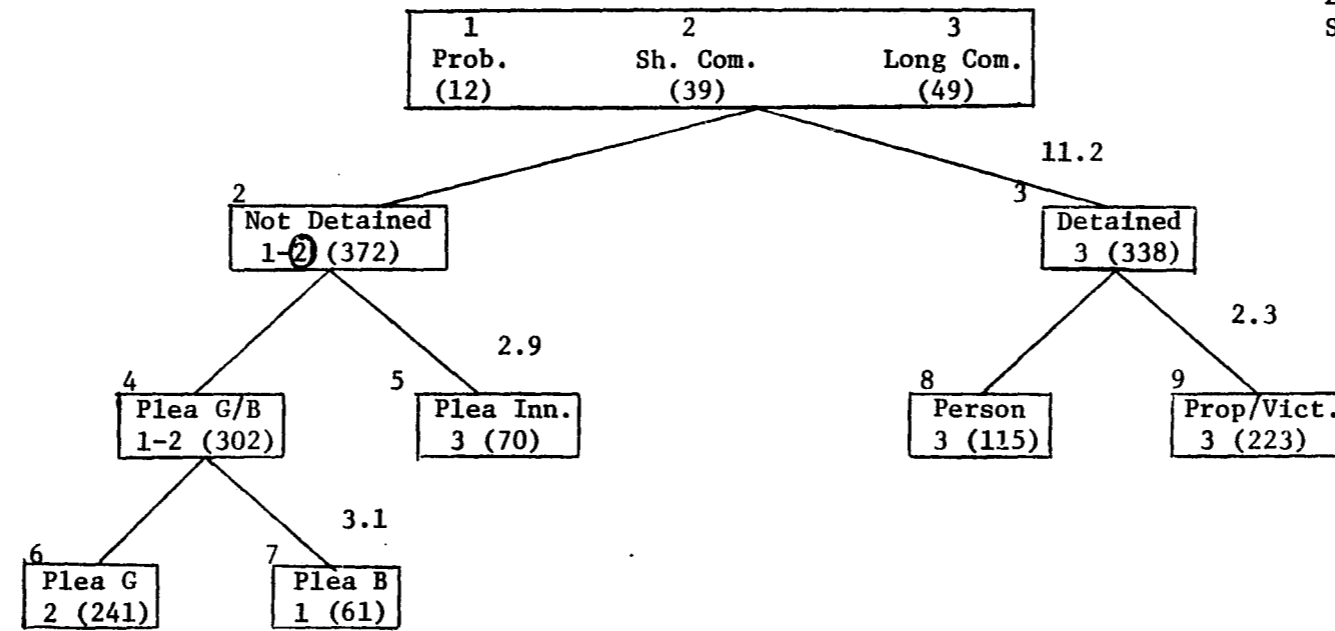 1 2 3
Prob. Sh. Com. Long Com.
(12) (39) (49)
11.2
2 3
Not Detained Detained
1-2 (372) 3 (338)
2.9 2.3
4 5 8 9
Plea G/B Plea Inn. Person Prop/Vict.
1-2 (302) 3 (70) 3 (115) 3 (223)
3.1
6 7
Plea G Plea B
2 (241) 1 (61)